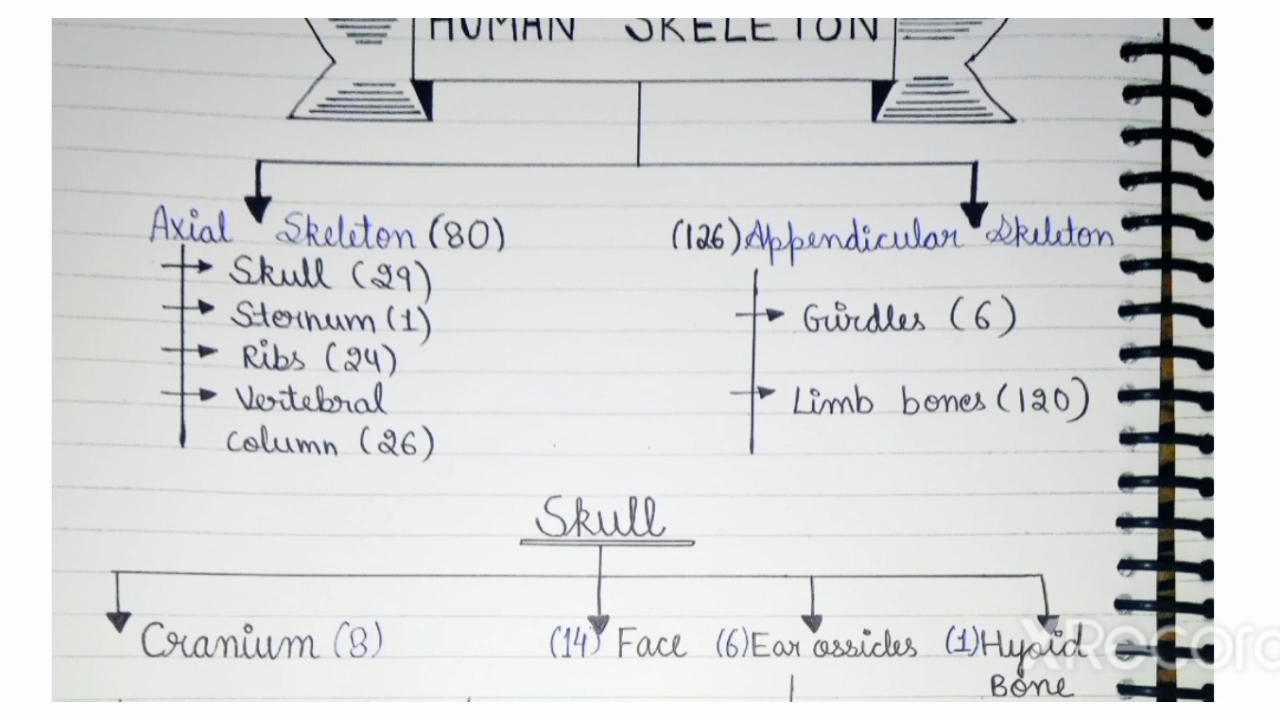 HUMAN SKELETON
Axial Skeleton (80)
Skull (29)
Sternum (1)
Ribs (24)
Vertebral
Column (26)
(126) Appendicular Skeleton
Girdles (6)
Limb bones (120)
Skull
Cranium (8)
(14) Face
(6) Ear ossicles
(1) Hyoid
Bone
XRecord